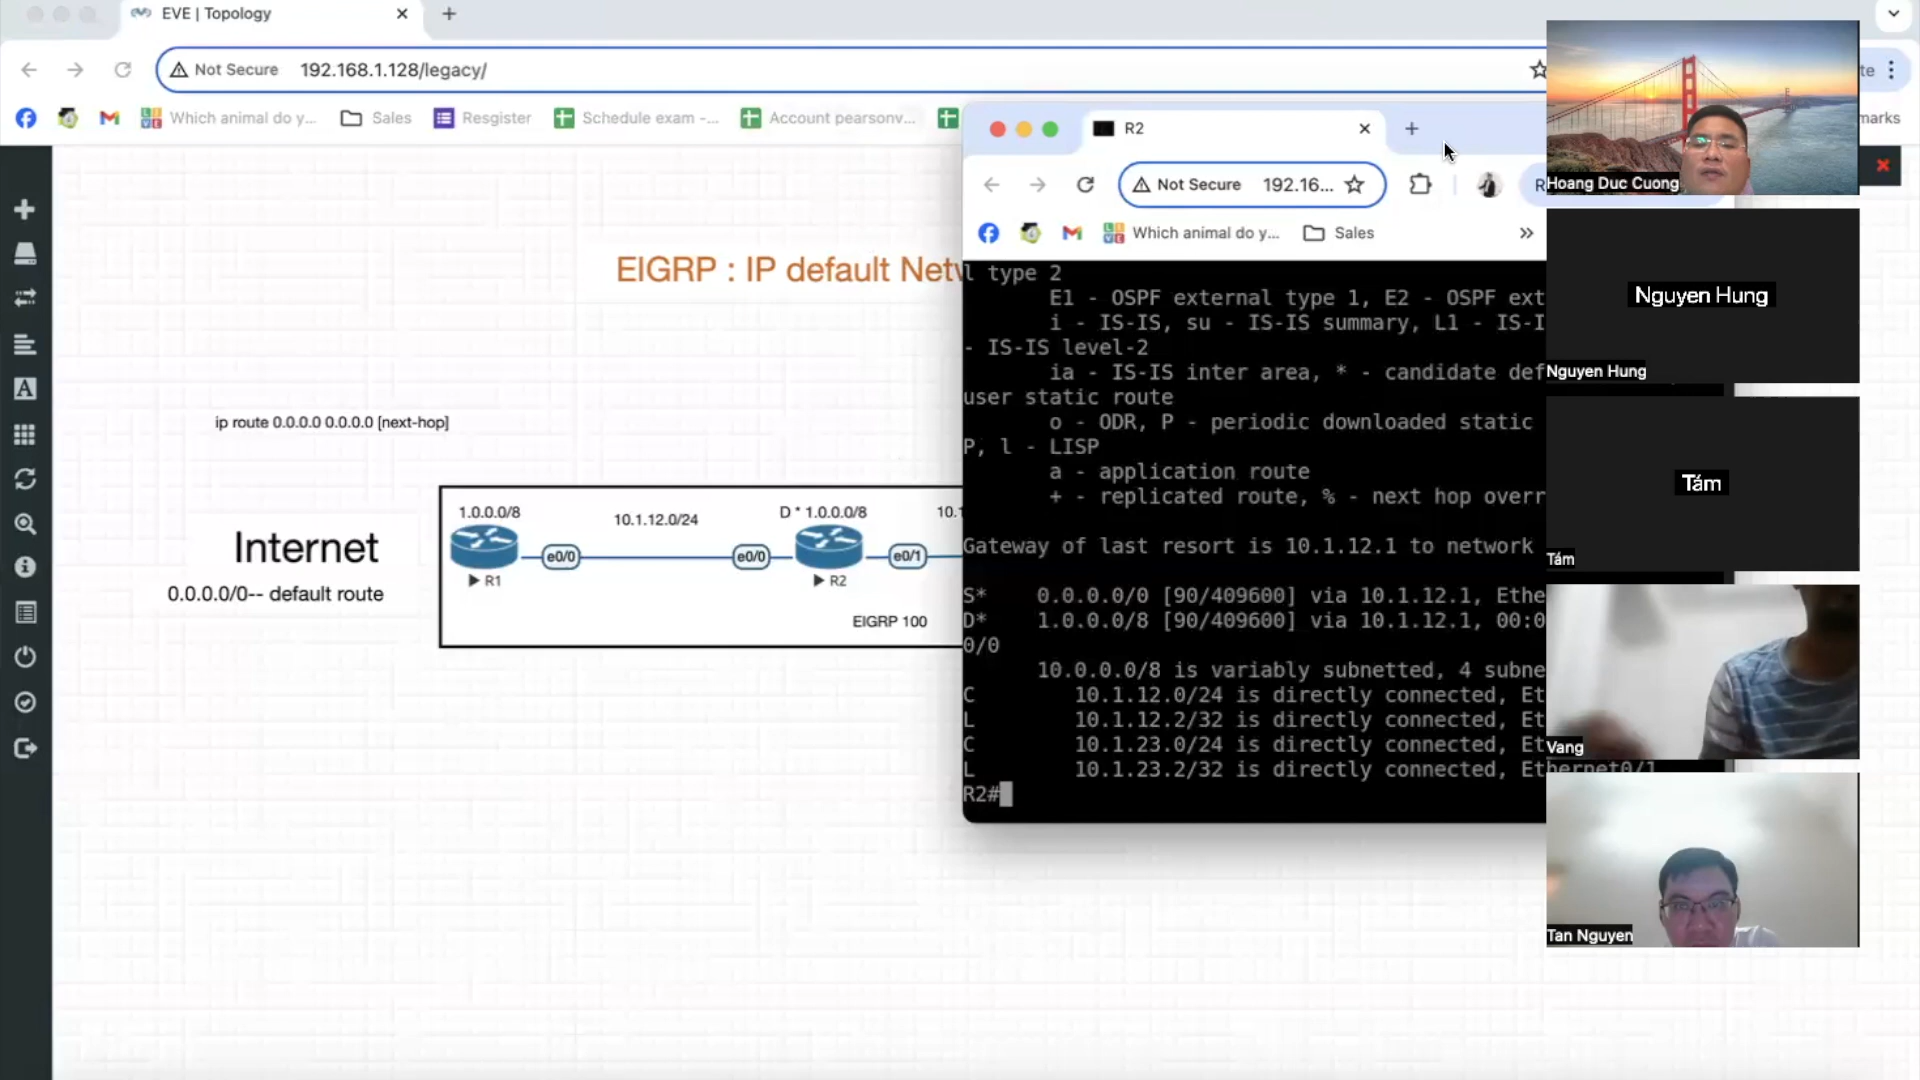 EVE | Topology
Not Secure 192.168.1.128/legacy/
Which animal do y...
Sales
Resgister
Schedule exam -...
Account pearsonv...
marks
EIGRP : IP default Netw
ip route 0.0.0.0 0.0.0.0 [next-hop]
Internet
0.0.0.0/0-- default route
1.0.0.0/8
10.1.12.0/24
D * 1.0.0.0/8
10.1
e0/0
e0/0
e0/1
R1
R2
EIGRP 100
R2
Not Secure 192.16...
Which animal do y...
Sales
l type 2
E1 - OSPF external type 1, E2 - OSPF ext
i - IS-IS, su - IS-IS summary, L1 - IS-I
- IS-IS level-2
ia - IS-IS inter area, * - candidate def
user static route
o - ODR, P - periodic downloaded static
P, l - LISP
a - application route
+ - replicated route, % - next hop overr
Gateway of last resort is 10.1.12.1 to network
S* 0.0.0.0/0 [90/409600] via 10.1.12.1, Ethe
D* 1.0.0.0/8 [90/409600] via 10.1.12.1, 00:0
0/0
10.0.0.0/8 is variably subnetted, 4 subne
C 10.1.12.0/24 is directly connected, Et
L 10.1.12.2/32 is directly connected, Et
C 10.1.23.0/24 is directly connected, Et
L 10.1.23.2/32 is directly connected, Ethernet0/1
R2#
Hoang Duc Cuong
Nguyen Hung
Nguyen Hung
Tám
Tám
Vang
Tan Nguyen